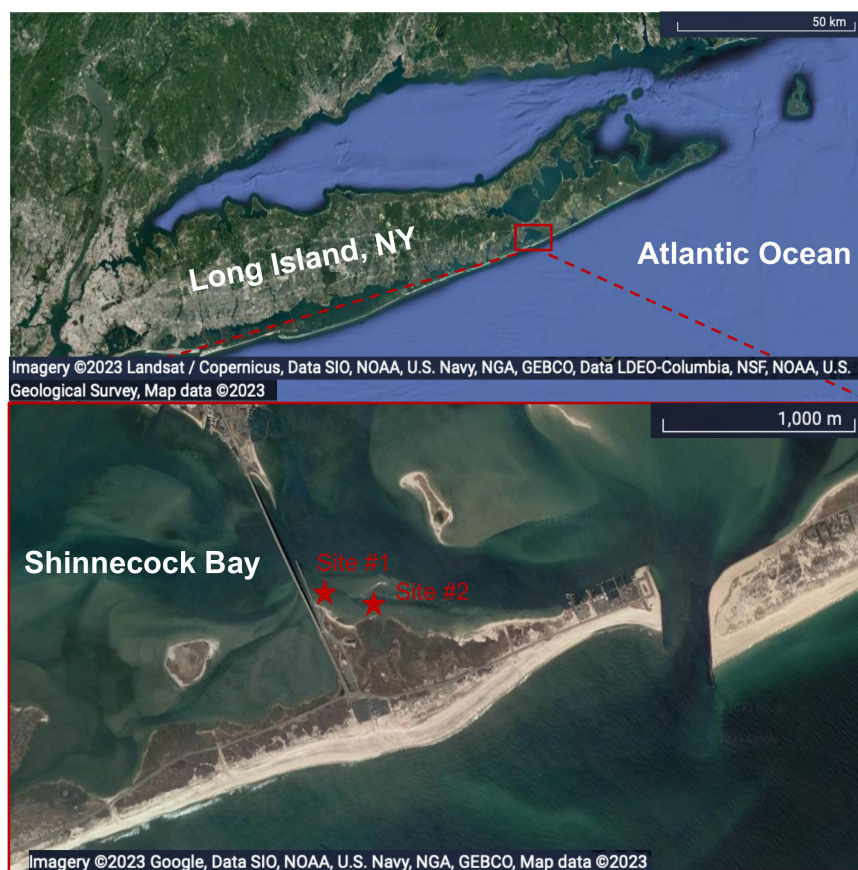 50 km
Long Island, NY
Atlantic Ocean
Imagery ©2023 Landsat / Copernicus, Data SIO, NOAA, U.S. Navy, NGA, GEBCO, Data LDEO-Columbia, NSF, NOAA, U.S.
Geological Survey, Map data ©2023
1,000 m
Shinnecock Bay
Site #1
Site #2
Imagery ©2023 Google, Data SIO, NOAA, U.S. Navy, NGA, GEBCO, Map data ©2023